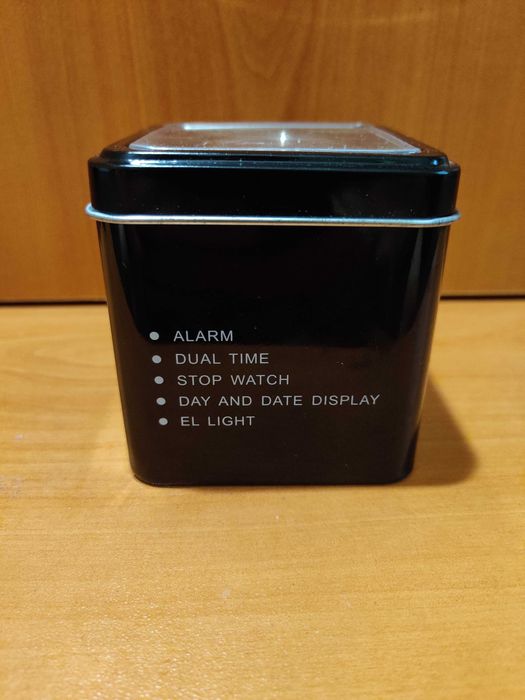 ● ALARM
● DUAL TIME
● STOP WATCH
● DAY AND DATE DISPLAY
● EL LIGHT